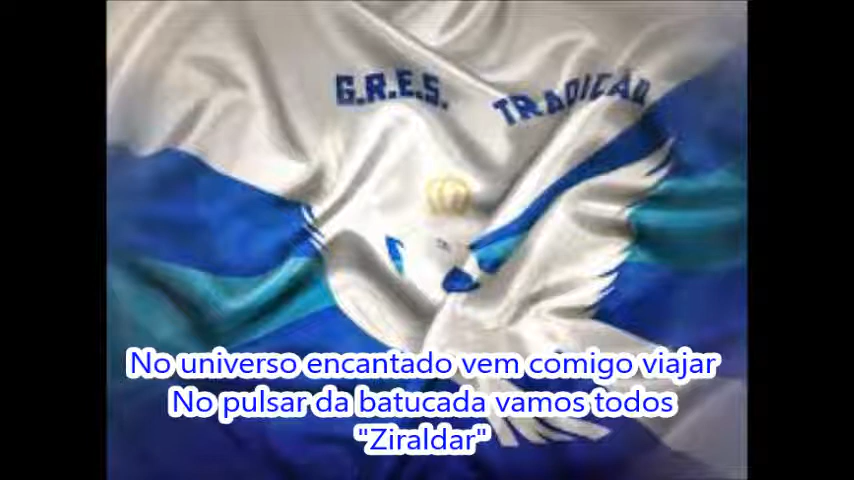 G.R.E.S. TRADIÇÃO
No universo encantado vem comigo viajar
No pulsar da batucada vamos todos
"Ziraldar"